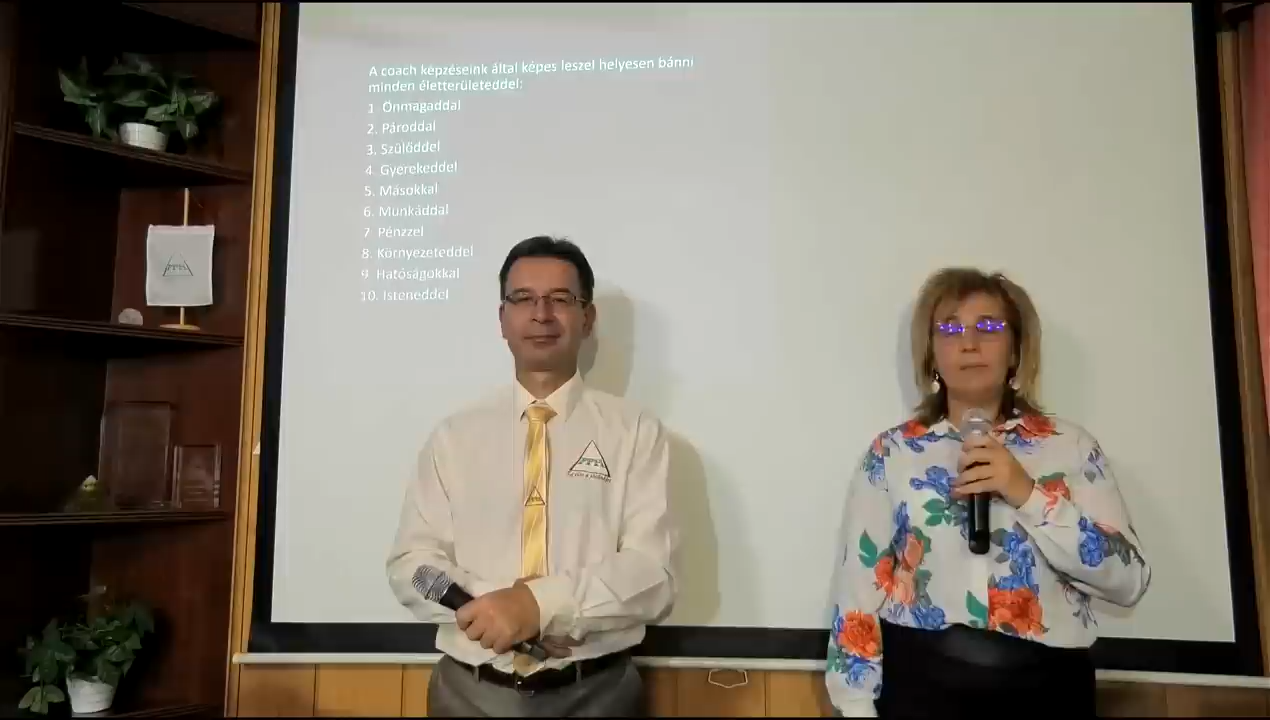 A coach képzéseink által képes leszel helyesen bánni
minden életterületeddel:
1 Önmagaddal
2. Pároddal
3. Szülőddel
4. Gyerekeddel
5. Másokkal
6. Munkáddal
7 Pénzzel
8. Környezeteddel
9 Hatóságokkal
10. Isteneddel